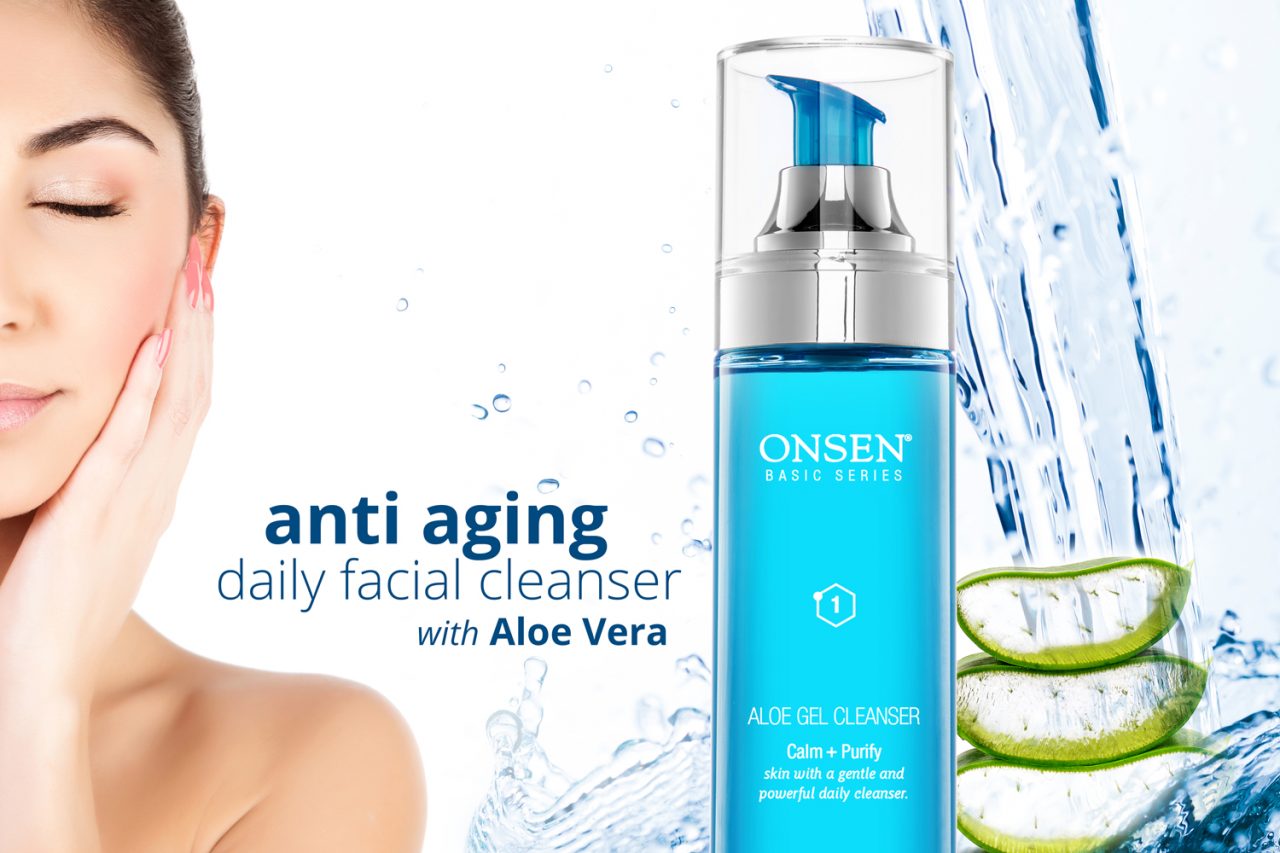 anti aging
daily facial cleanser
with Aloe Vera
ONSEN®
BASIC SERIES
1
ALOE GEL CLEANSER
Calm + Purify
skin with a gentle and
powerful daily cleanser.